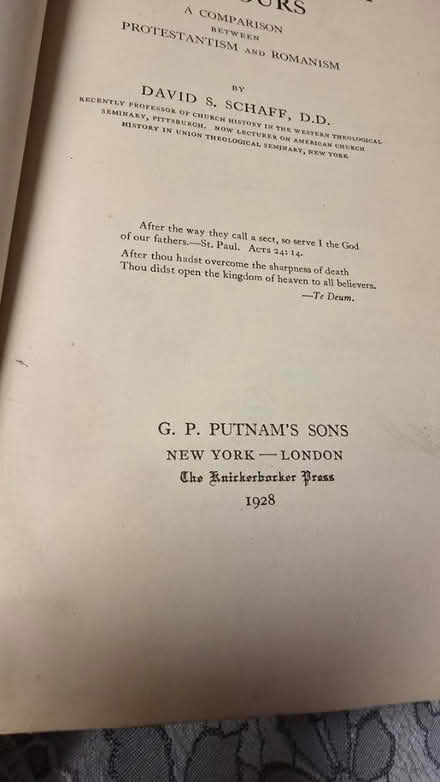 OURS
A COMPARISON
BETWEEN
PROTESTANTISM AND ROMANISM
BY
DAVID S. SCHAFF, D.D.
RECENTLY PROFESSOR OF CHURCH HISTORY IN THE WESTERN THEOLOGICAL
SEMINARY, PITTSBURGH. NOW LECTURER ON AMERICAN CHURCH
HISTORY IN UNION THEOLOGICAL SEMINARY, NEW YORK
After the way they call a sect, so serve I the God
of our fathers.—St. Paul. Acts 24:14.
After thou hadst overcome the sharpness of death
Thou didst open the kingdom of heaven to all believers.
—Te Deum.
G. P. PUTNAM'S SONS
NEW YORK — LONDON
The Knickerbocker Press
1928